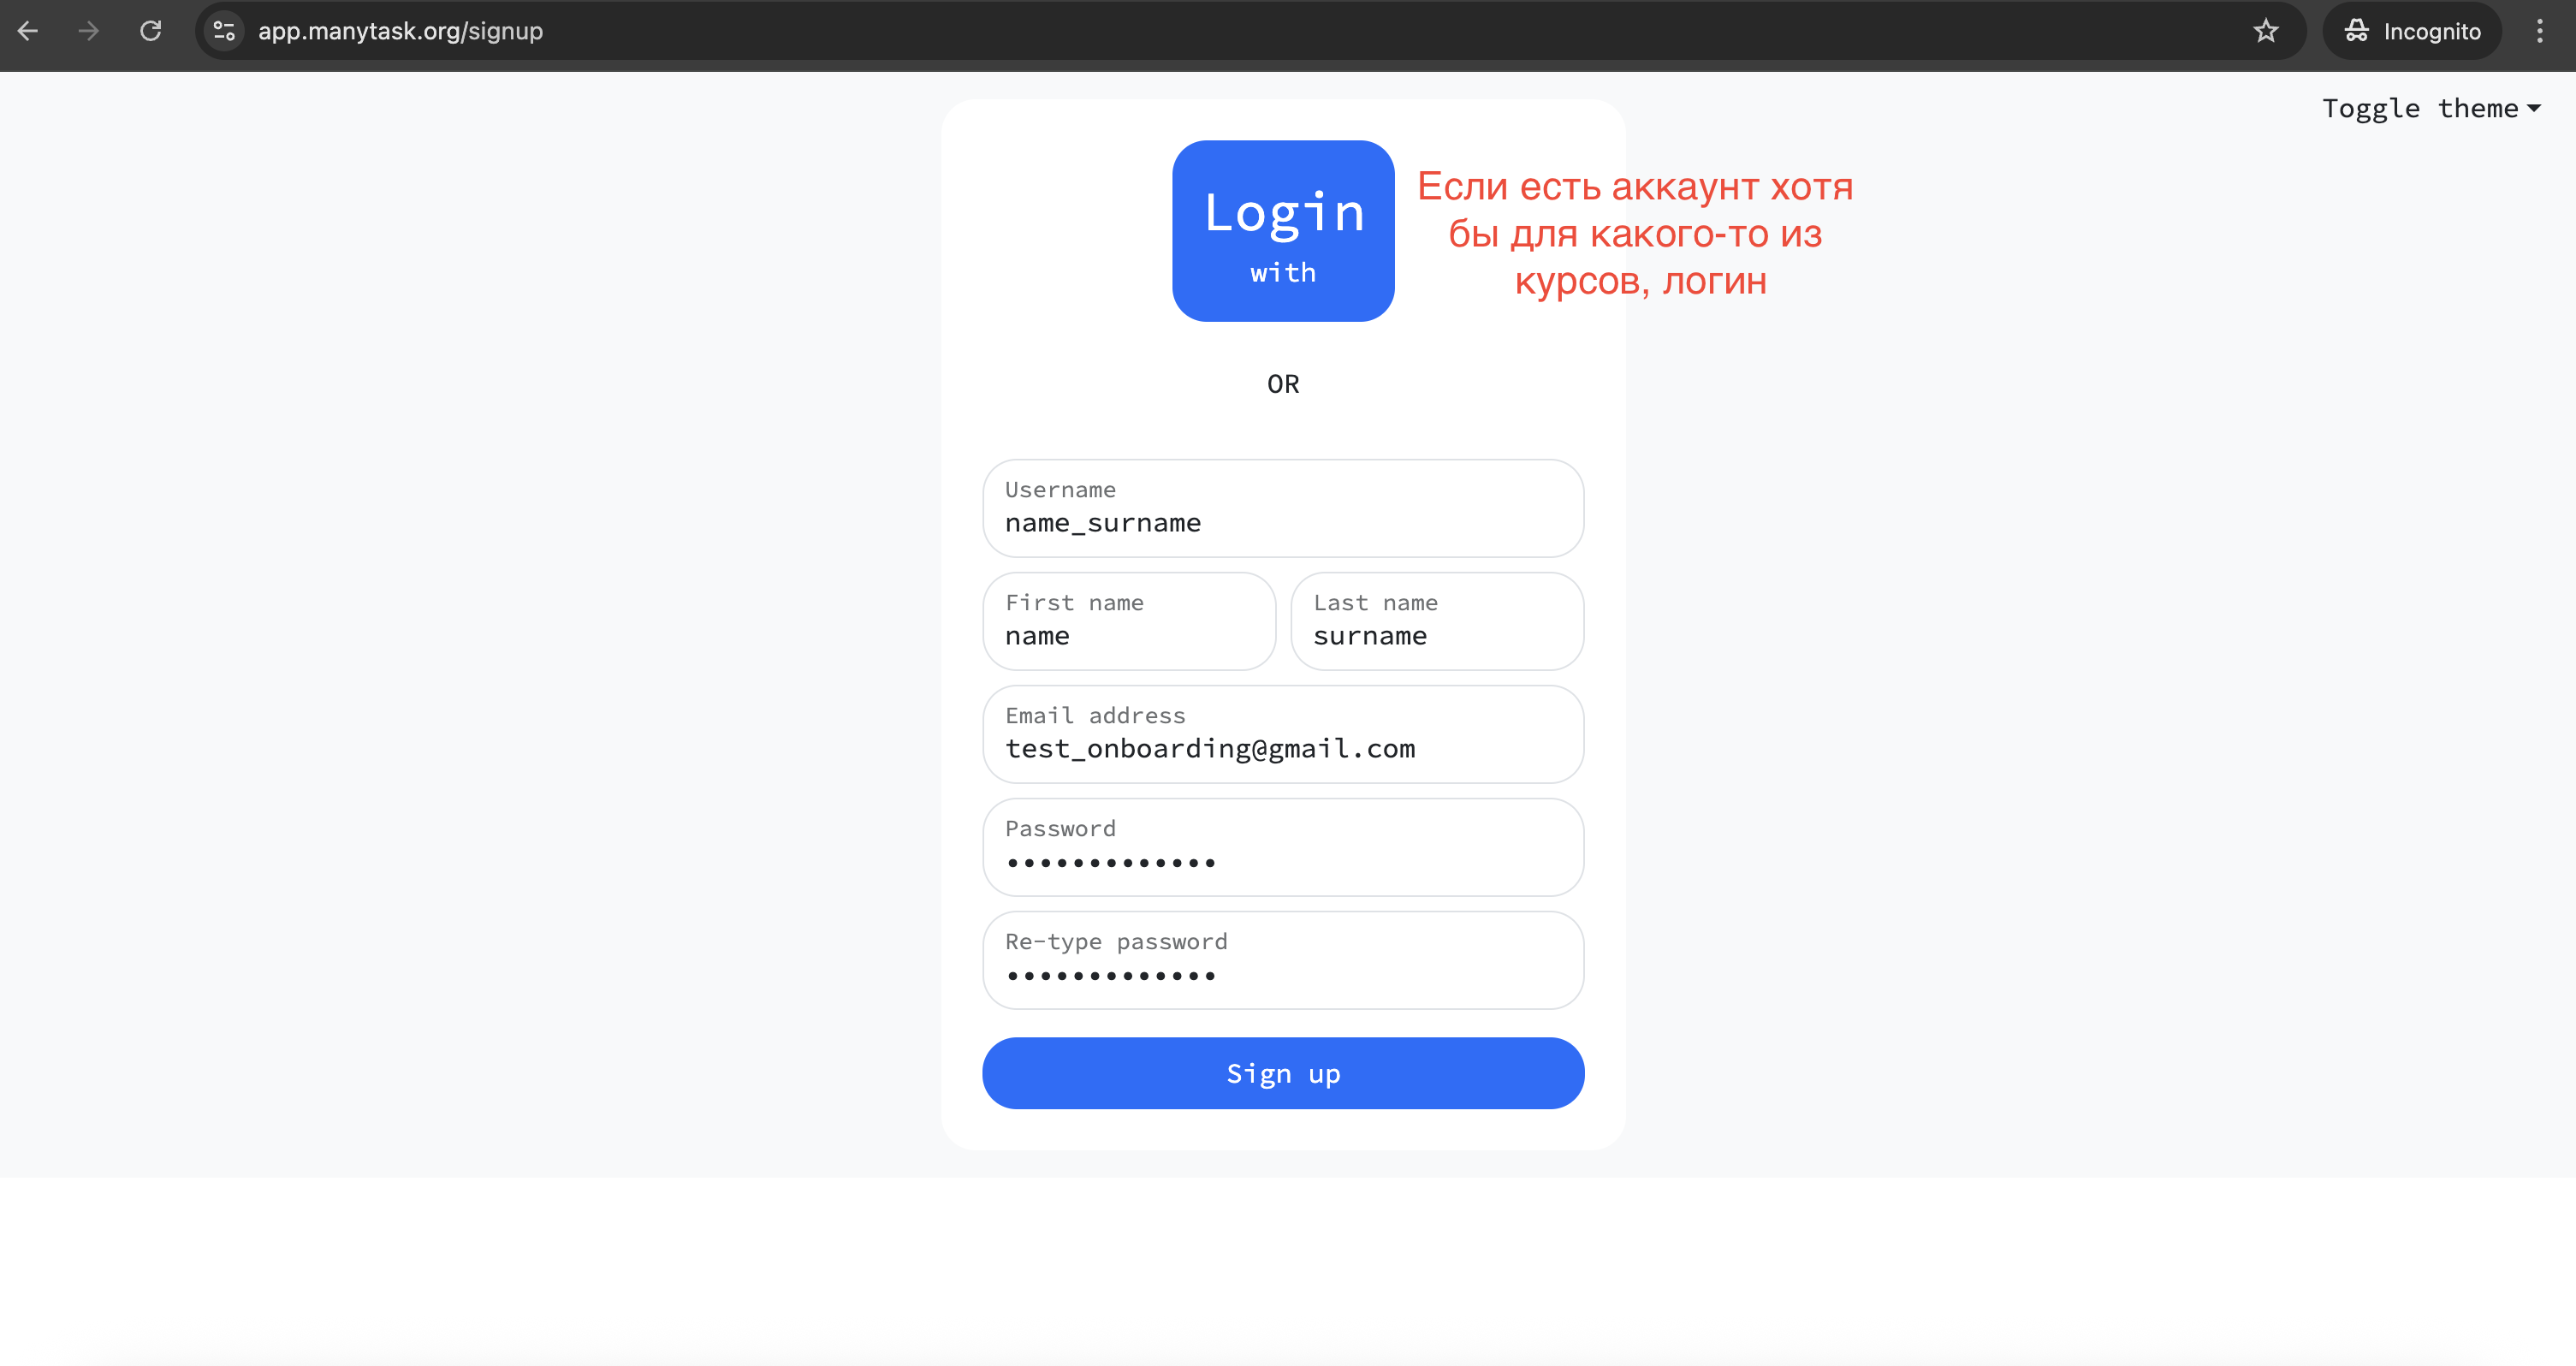 app.manytask.org/signup
Incognito
Toggle theme
Login
with
Если есть аккаунт хотя
бы для какого-то из
курсов, логин
OR
Username
name_surname
First name
name
Last name
surname
Email address
test_onboarding@gmail.com
Password
•••••••••••••
Re-type password
•••••••••••••
Sign up